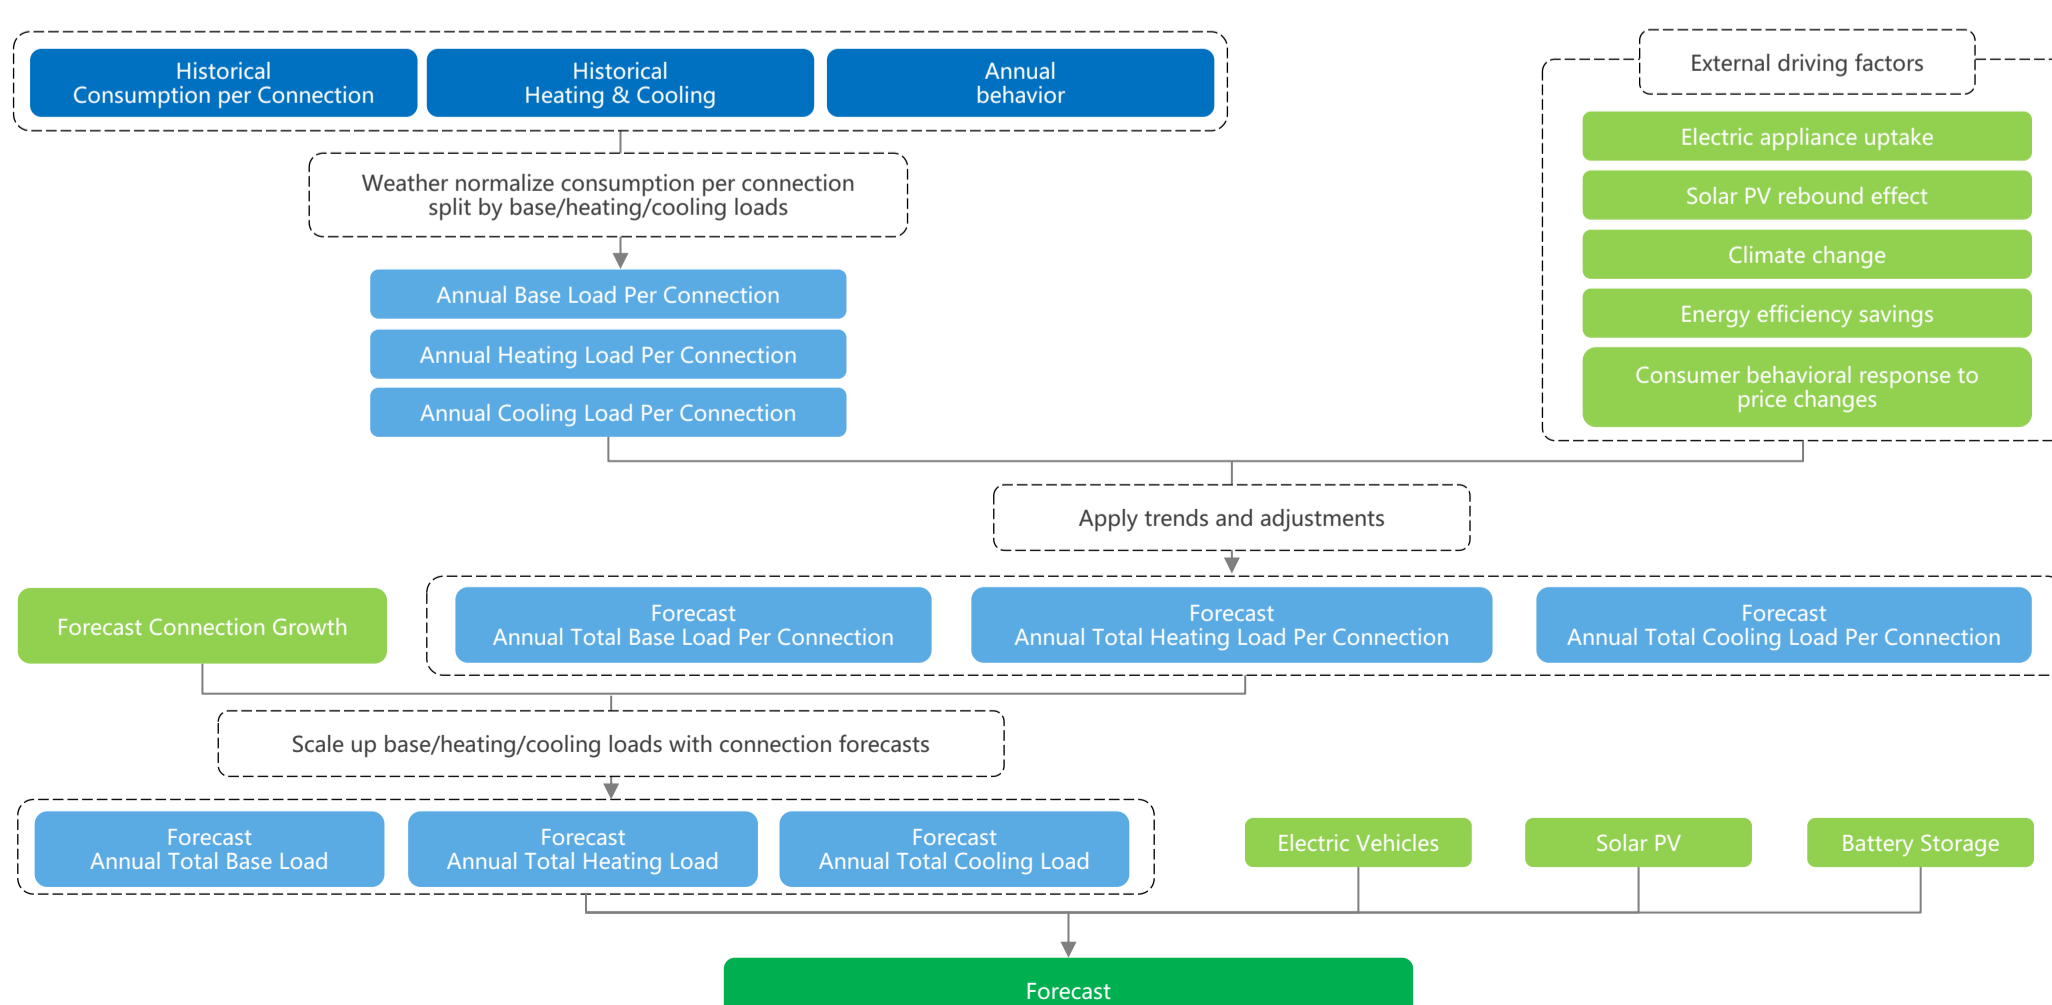 Historical
Consumption per Connection
Historical
Heating & Cooling
Annual
behavior
External driving factors
Electric appliance uptake
Solar PV rebound effect
Climate change
Energy efficiency savings
Consumer behavioral response to
price changes
Weather normalize consumption per connection
split by base/heating/cooling loads
Annual Base Load Per Connection
Annual Heating Load Per Connection
Annual Cooling Load Per Connection
Apply trends and adjustments
Forecast Connection Growth
Forecast
Annual Total Base Load Per Connection
Forecast
Annual Total Heating Load Per Connection
Forecast
Annual Total Cooling Load Per Connection
Scale up base/heating/cooling loads with connection forecasts
Forecast
Annual Total Base Load
Forecast
Annual Total Heating Load
Forecast
Annual Total Cooling Load
Electric Vehicles
Solar PV
Battery Storage
Forecast